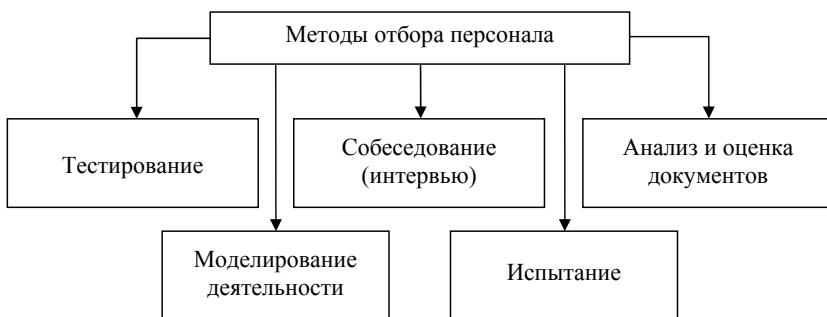 Методы отбора персонала
Тестирование
Собеседование
(интервью)
Анализ и оценка
документов
Моделирование
деятельности
Испытание